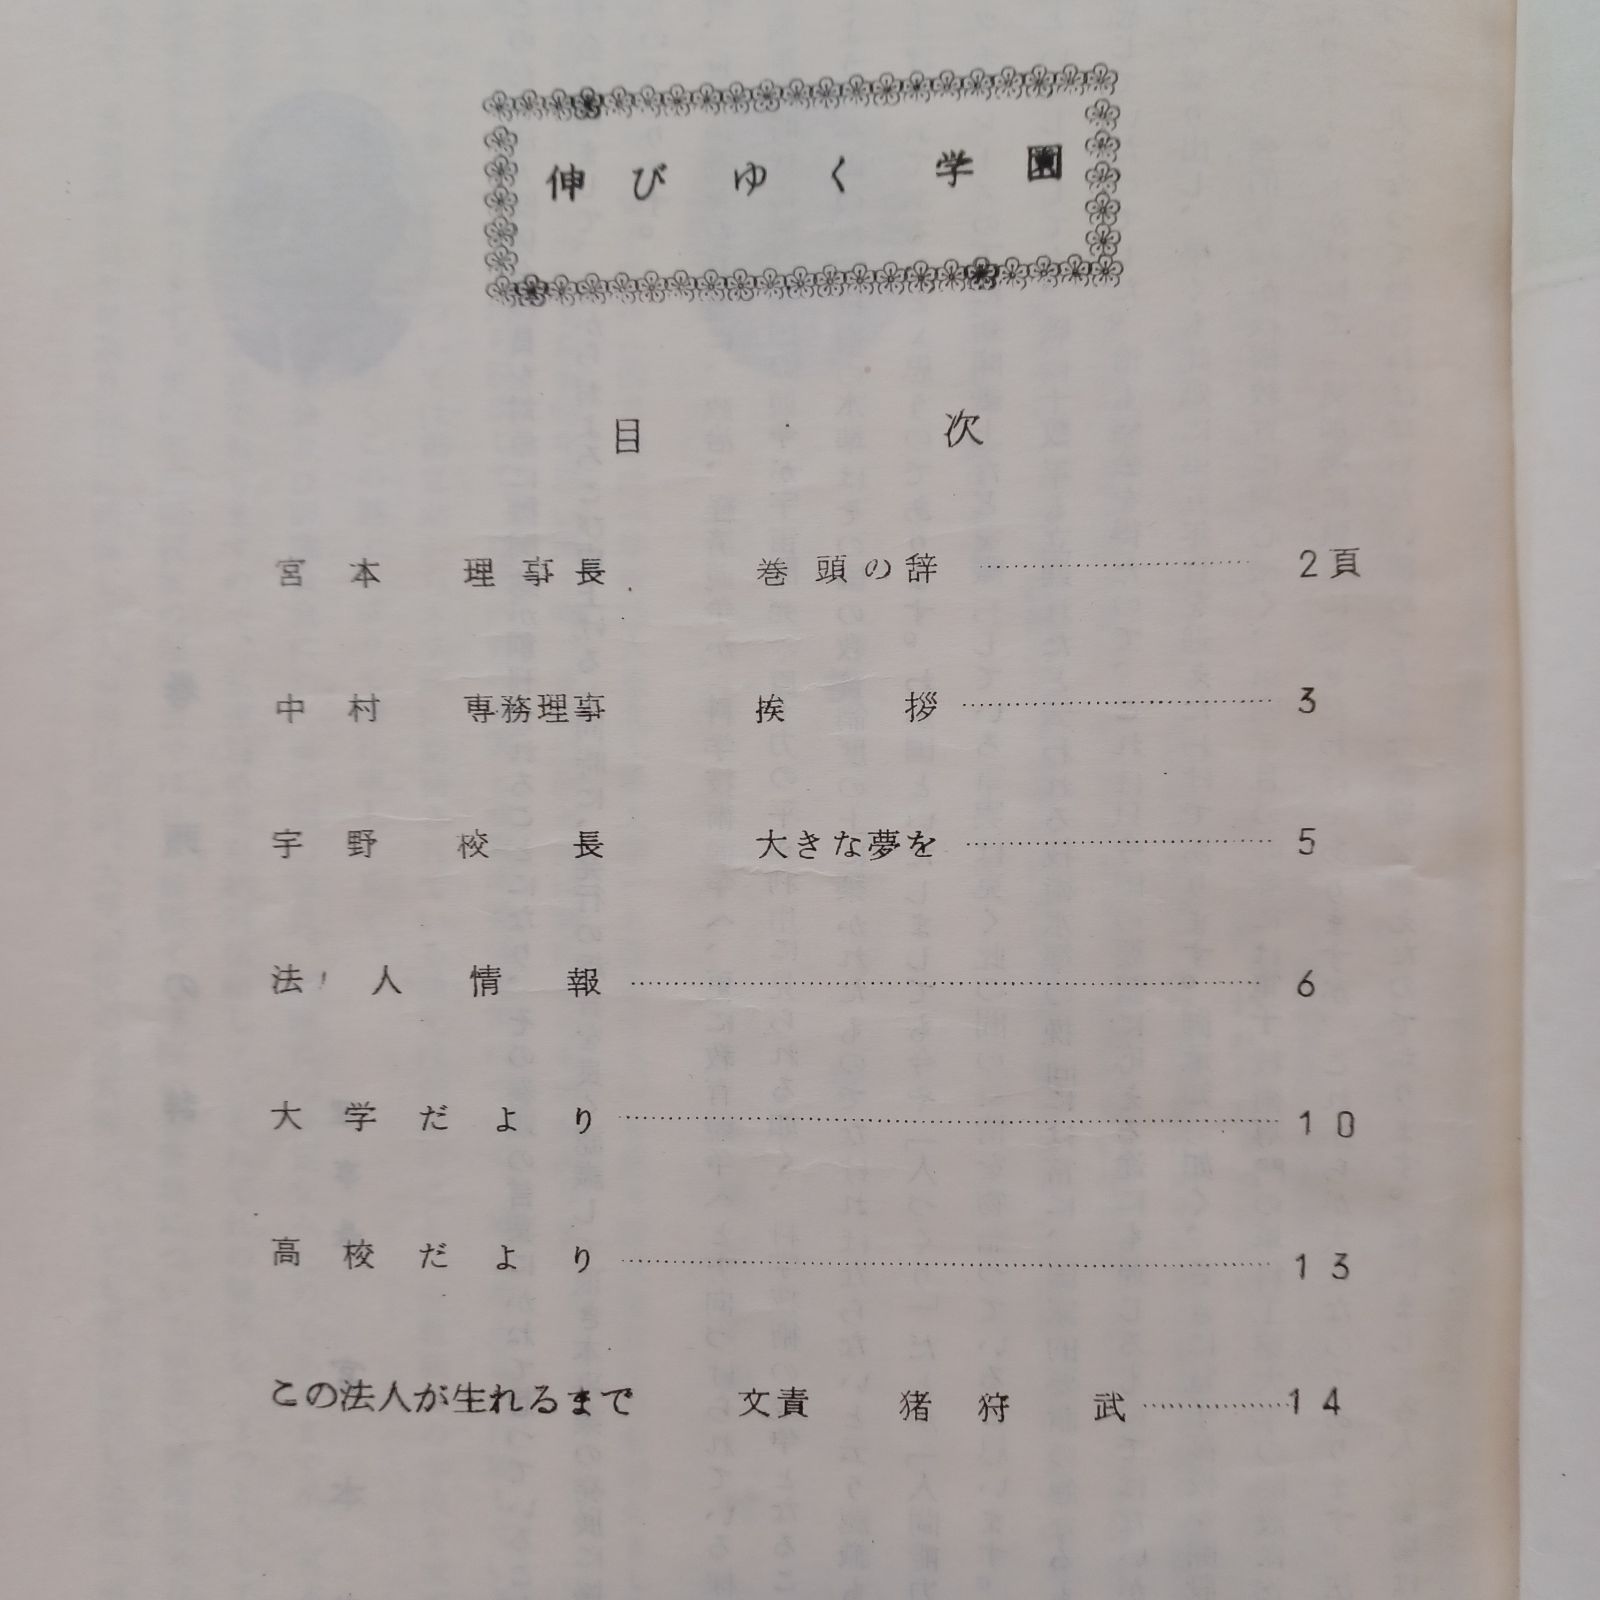 伸びゆく学園
目次
宮本 理事長 巻頭の辞 ………… 2頁
中村 専務理事 挨拶 ………… 3
宇野 校長 大きな夢を ………… 5
法人情報 ………… 6
大学だより ………… 10
高校だより ………… 13
この法人が生れるまで 文責 猪狩 武 ………… 14